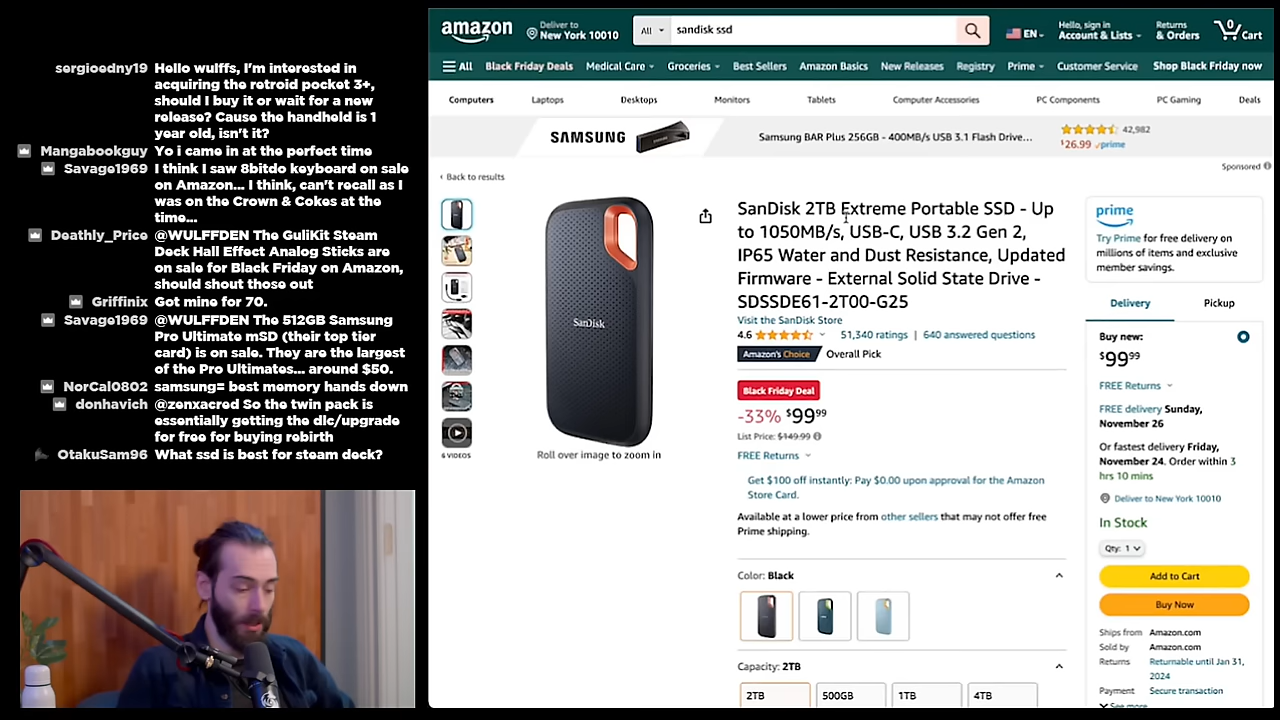 sergioedny19 Hello wulffs, I'm interested in
acquiring the retroid pocket 3+,
should I buy it or wait for a new
release? Cause the handheld is 1
year old, isn't it?
Mangabookguy Yo i came in at the perfect time
Savage1969 I think I saw 8bitdo keyboard on sale
on Amazon... I think, can't recall as I
was on the Crown & Cokes at the
time...
Deathly_Price @WULFFDEN The GuliKit Steam
Deck Hall Effect Analog Sticks are
on sale for Black Friday on Amazon,
should shout those out
Griffinix Got mine for 70.
Savage1969 @WULFFDEN The 512GB Samsung
Pro Ultimate mSD (their top tier
card) is on sale. They are the largest
of the Pro Ultimates... around $50.
NorCal0802 samsung= best memory hands down
donhavich @zenxacred So the twin pack is
essentially getting the dlc/upgrade
for free for buying rebirth
OtakuSam96 What ssd is best for steam deck?
amazon
Deliver to
New York 10010
All
sandisk ssd
EN
Hello, sign in
Account & Lists
Returns
& Orders
0
Cart
All
Black Friday Deals
Medical Care
Groceries
Best Sellers
Amazon Basics
New Releases
Registry
Prime
Customer Service
Shop Black Friday now
Computers
Laptops
Desktops
Monitors
Tablets
Computer Accessories
PC Components
PC Gaming
Deals
SAMSUNG
Samsung BAR Plus 256GB - 400MB/s USB 3.1 Flash Drive...
42,982
$26.99 prime
Sponsored
‹ Back to results
SanDisk
Roll over image to zoom in
6 VIDEOS
SanDisk 2TB Extreme Portable SSD - Up
to 1050MB/s, USB-C, USB 3.2 Gen 2,
IP65 Water and Dust Resistance, Updated
Firmware - External Solid State Drive -
SDSSDE61-2T00-G25
Visit the SanDisk Store
4.6
51,340 ratings | 640 answered questions
Amazon's Choice Overall Pick
Black Friday Deal
-33% $99.99
List Price: $149.99
FREE Returns
Get $100 off instantly: Pay $0.00 upon approval for the Amazon
Store Card.
Available at a lower price from other sellers that may not offer free
Prime shipping.
Color: Black
Capacity: 2TB
2TB
500GB
1TB
4TB
prime
Try Prime for free delivery on
millions of items and exclusive
member savings.
Delivery
Pickup
Buy new:
$99.99
FREE Returns
FREE delivery Sunday,
November 26
Or fastest delivery Friday,
November 24. Order within 3
hrs 10 mins
Deliver to New York 10010
In Stock
Qty: 1
Add to Cart
Buy Now
Ships from Amazon.com
Sold by Amazon.com
Returns Returnable until Jan 31,
2024
Payment Secure transaction
See more